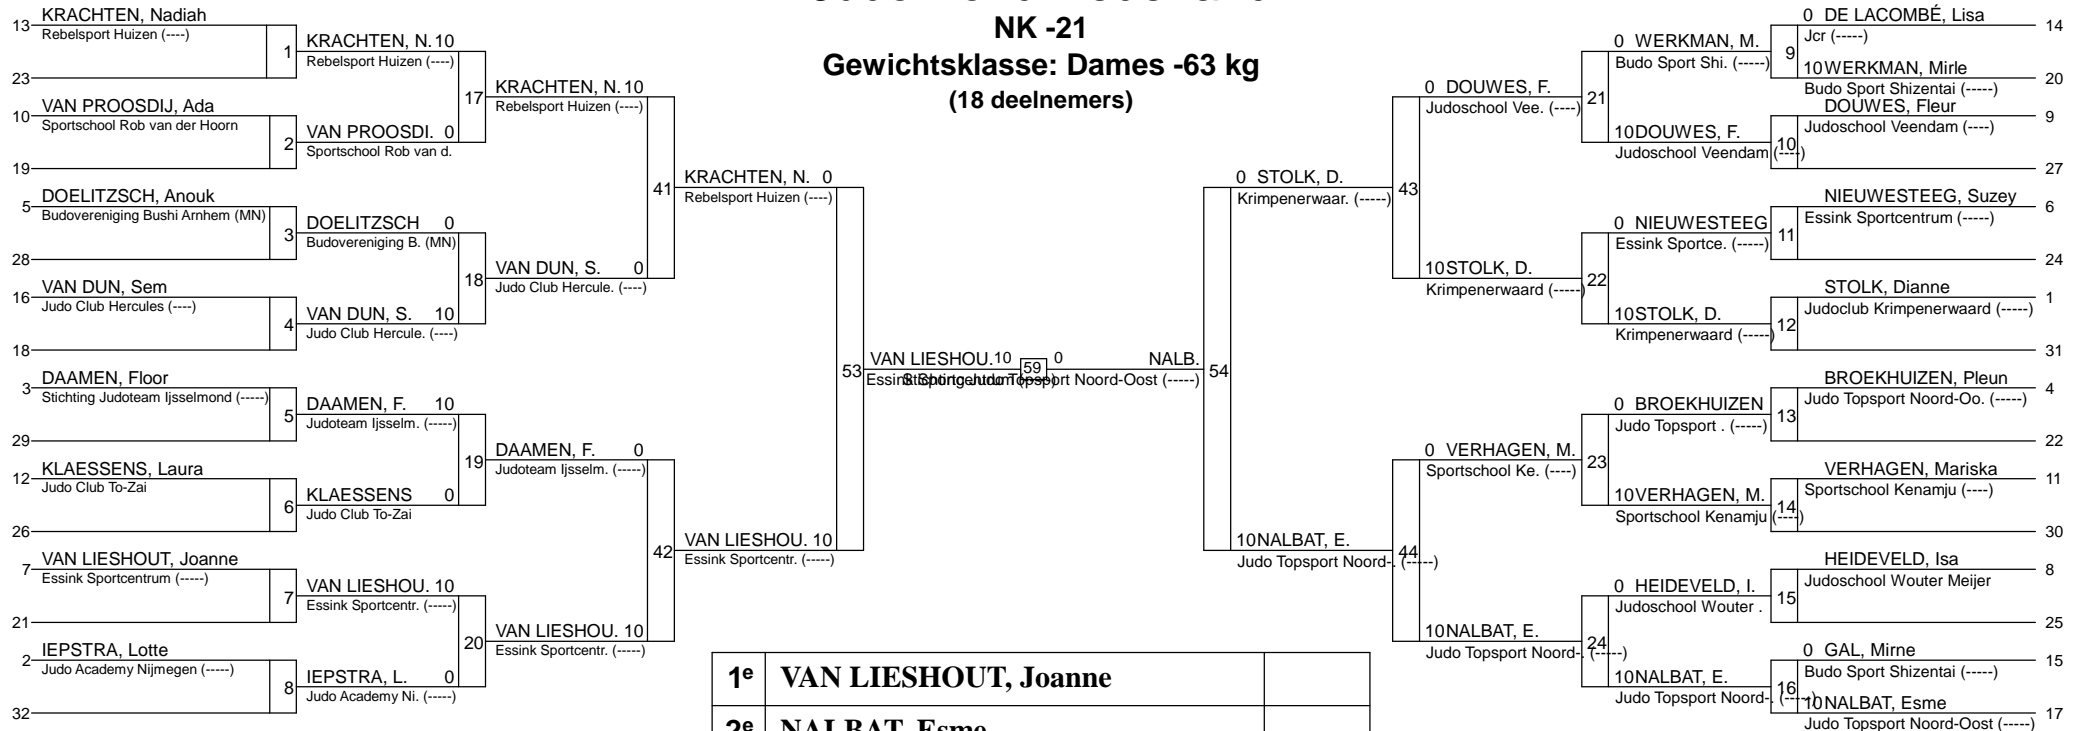 NK -21
Gewichtsklasse: Dames -63 kg
(18 deelnemers)
13 KRACHTEN, Nadiah
Rebelsport Huizen (----)
1
23
10 VAN PROOSDIJ, Ada
Sportschool Rob van der Hoorn
2
19
5 DOELITZSCH, Anouk
Budovereniging Bushi Arnhem (MN)
3
28
16 VAN DUN, Sem
Judo Club Hercules (----)
4
18
3 DAAMEN, Floor
Stichting Judoteam Ijsselmond (-----)
5
29
12 KLAESSENS, Laura
Judo Club To-Zai
6
26
7 VAN LIESHOUT, Joanne
Essink Sportcentrum (-----)
7
21
2 IEPSTRA, Lotte
Judo Academy Nijmegen (-----)
8
32
KRACHTEN, N. 10
Rebelsport Huizen (----)
17
VAN PROOSDI. 0
Sportschool Rob van d.
DOELITZSCH 0
Budovereniging B. (MN)
18
VAN DUN, S. 10
Judo Club Hercule. (----)
DAAMEN, F. 10
Judoteam Ijsselm. (-----)
19
KLAESSENS 0
Judo Club To-Zai
VAN LIESHOU. 10
Essink Sportcentr. (-----)
20
IEPSTRA, L. 0
Judo Academy Ni. (-----)
KRACHTEN, N. 10
Rebelsport Huizen (----)
41
VAN DUN, S. 0
Judo Club Hercule. (----)
DAAMEN, F. 0
Judoteam Ijsselm. (-----)
42
VAN LIESHOU. 10
Essink Sportcentr. (-----)
KRACHTEN, N. 0
Rebelsport Huizen (----)
53
VAN LIESHOU. 10
Essink Sportcentr. (-----)
VAN LIESHOU. 10 59 0 NALB.
Topsport Noord-Oost (-----)
0 STOLK, D.
Krimpenerwaar. (-----)
54
10 NALBAT, E.
Judo Topsport Noord-. (-----)
0 DOUWES, F.
Judoschool Vee. (----)
43
10 STOLK, D.
Krimpenerwaard (-----)
0 VERHAGEN, M.
Sportschool Ke. (----)
44
10 NALBAT, E.
Judo Topsport Noord-. (-----)
0 WERKMAN, M.
Budo Sport Shi. (-----)
21
10 DOUWES, F.
Judoschool Veendam (----)
0 NIEUWESTEEG
Essink Sportce. (-----)
22
10 STOLK, D.
Krimpenerwaard (-----)
0 BROEKHUIZEN
Judo Topsport . (-----)
23
10 VERHAGEN, M.
Sportschool Kenamju (----)
0 HEIDEVELD, I.
Judoschool Wouter .
24
10 NALBAT, E.
Judo Topsport Noord-. (-----)
0 DE LACOMBÉ, Lisa 14
Jcr (-----)
9
10 WERKMAN, Mirle 20
Budo Sport Shizentai (-----)
DOUWES, Fleur 9
Judoschool Veendam (----)
10
27
NIEUWESTEEG, Suzey 6
Essink Sportcentrum (-----)
11
24
STOLK, Dianne 1
Judoclub Krimpenerwaard (-----)
12
31
BROEKHUIZEN, Pleun 4
Judo Topsport Noord-Oo. (-----)
13
22
VERHAGEN, Mariska 11
Sportschool Kenamju (----)
14
30
HEIDEVELD, Isa 8
Judoschool Wouter Meijer
15
25
0 GAL, Mirne 15
Budo Sport Shizentai (-----)
16
10 NALBAT, Esme 17
Judo Topsport Noord-Oost (-----)
1e VAN LIESHOUT, Joanne
2e NALBAT, Esme